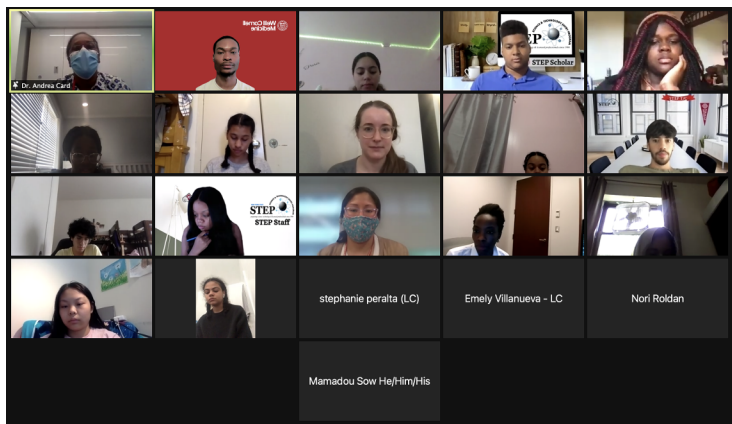 Dr. Andrea Card
Weill Cornell
Medicine
STEP Scholar
STEP
STEP Staff
stephanie peralta (LC)
Emely Villanueva - LC
Nori Roldan
Mamadou Sow He/Him/His